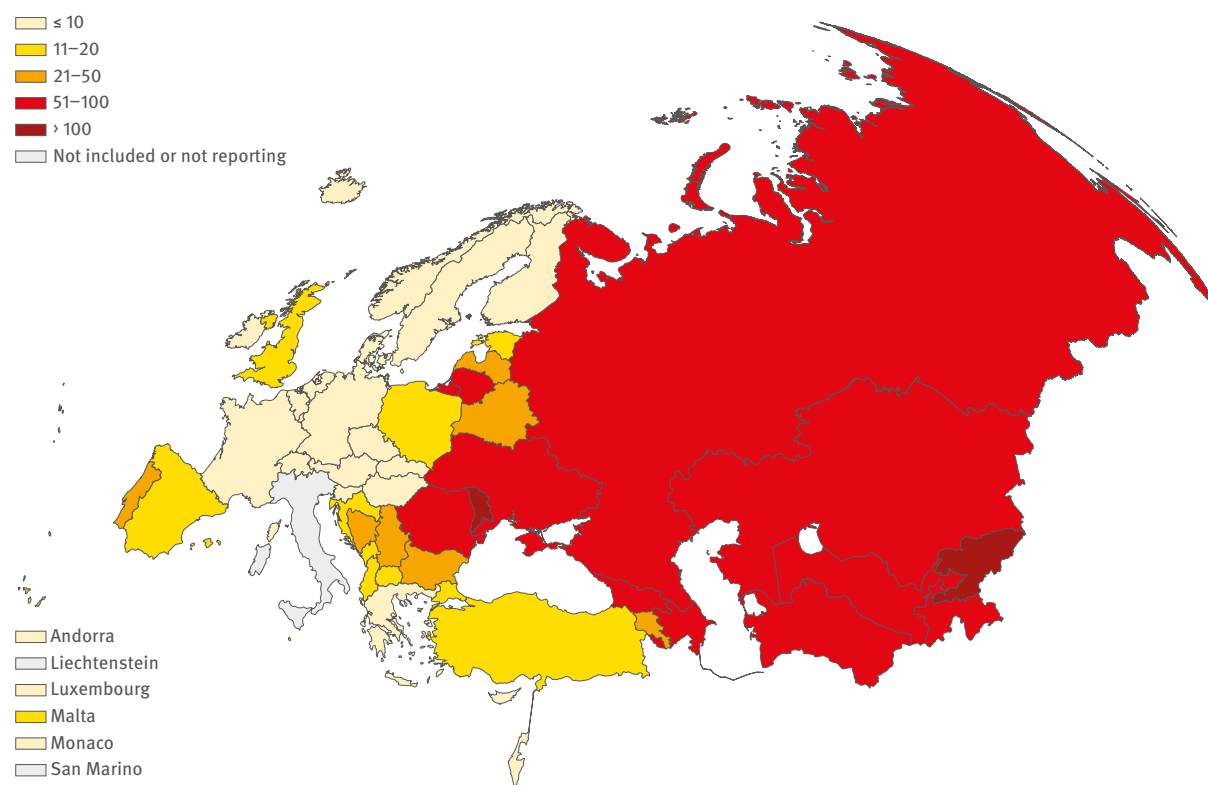 ≤ 10
11–20
21–50
51–100
> 100
Not included or not reporting
Andorra
Liechtenstein
Luxembourg
Malta
Monaco
San Marino